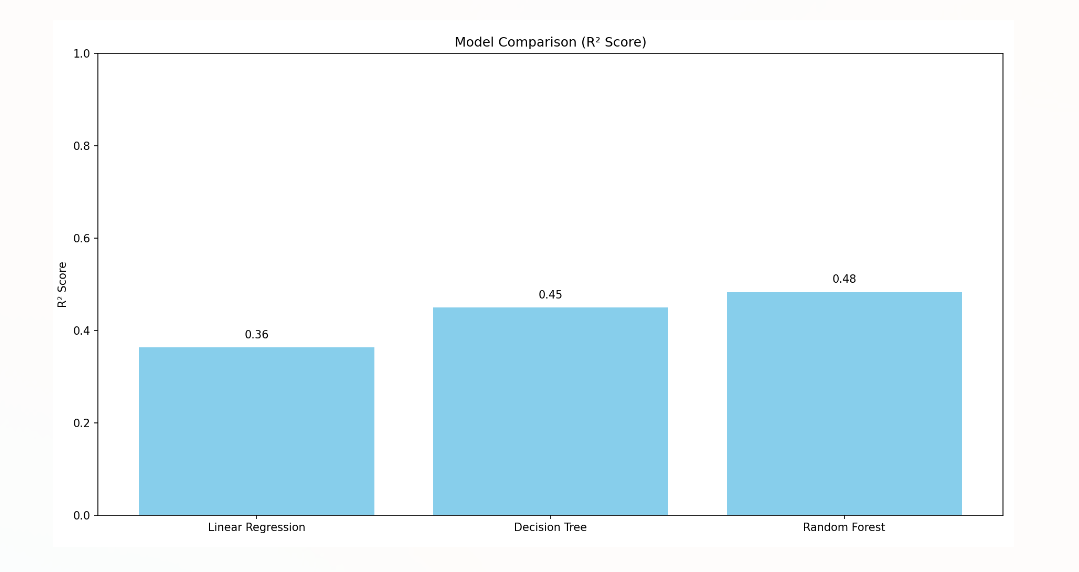 Model Comparison (R² Score)
1.0
0.8
0.6
0.4
0.2
0.0
R² Score
0.36
0.45
0.48
Linear Regression
Decision Tree
Random Forest